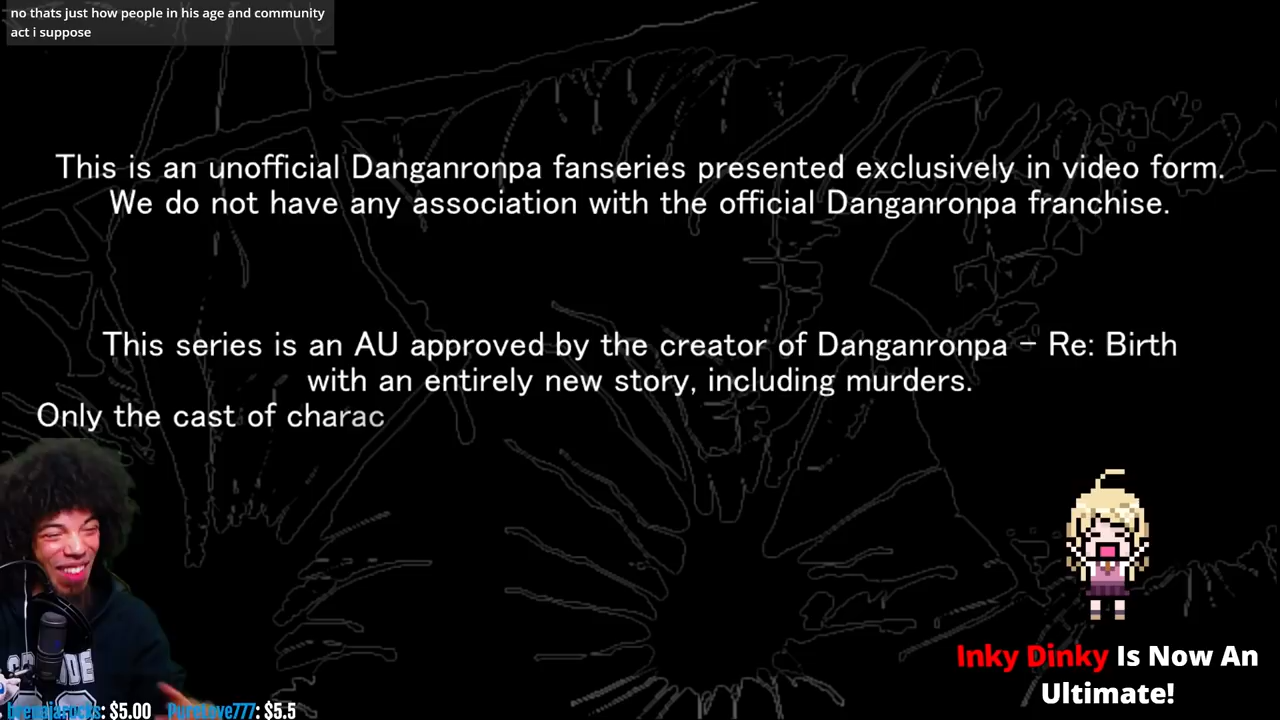 no thats just how people in his age and community
act i suppose
This is an unofficial Danganronpa fanseries presented exclusively in video form.
We do not have any association with the official Danganronpa franchise.
This series is an AU approved by the creator of Danganronpa - Re: Birth
with an entirely new story, including murders.
Only the cast of charac
Inky Dinky Is Now An
Ultimate!
: $5.00 PureLove777: $5.5